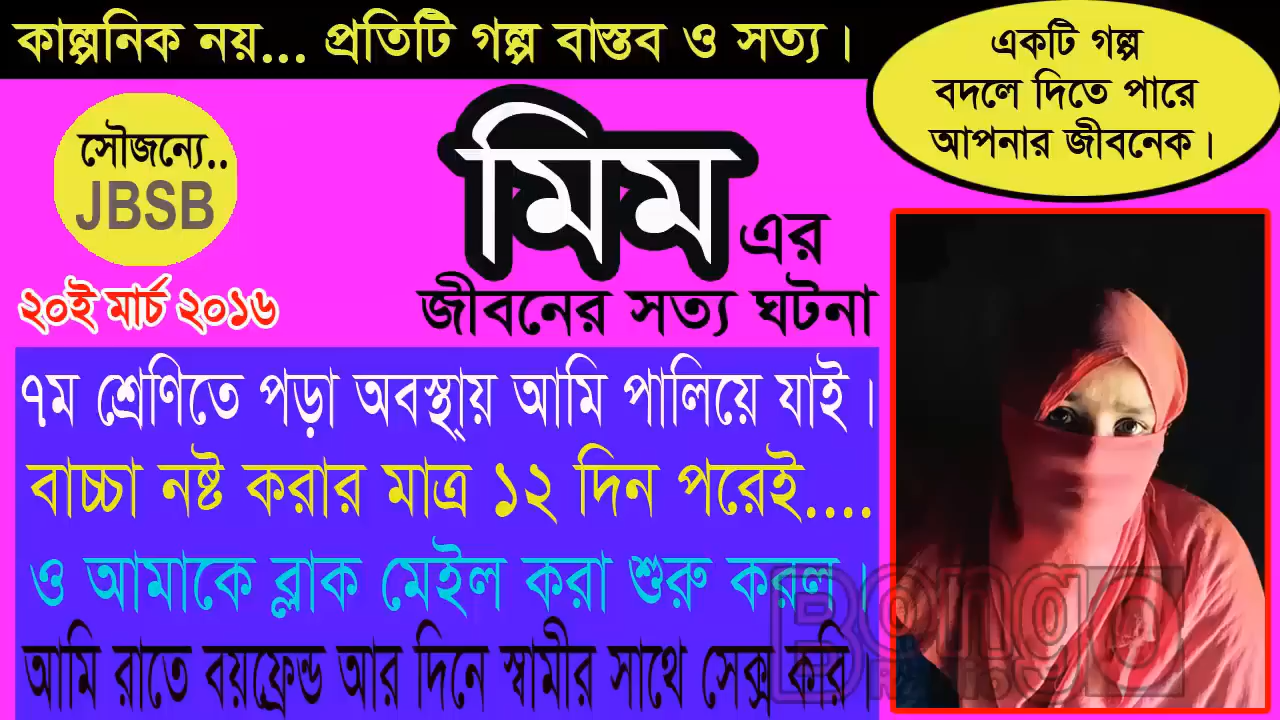 কাল্পনিক নয়... প্রতিটি গল্প বাস্তব ও সত্য।
একটি গল্প
বদলে দিতে পারে
আপনার জীবনেক।
সৌজন্যে..
JBSB
মিম এর
জীবনের সত্য ঘটনা
২০ই মার্চ ২০১৬
৭ম শ্রেণিতে পড়া অবস্থায় আমি পালিয়ে যাই।
বাচ্চা নষ্ট করার মাত্র ১২ দিন পরেই....
ও আমাকে ব্লাক মেইল করা শুরু করল।
আমি রাতে বয়ফ্রেন্ড আর দিনে স্বামীর সাথে সেক্স করি।
Bongo